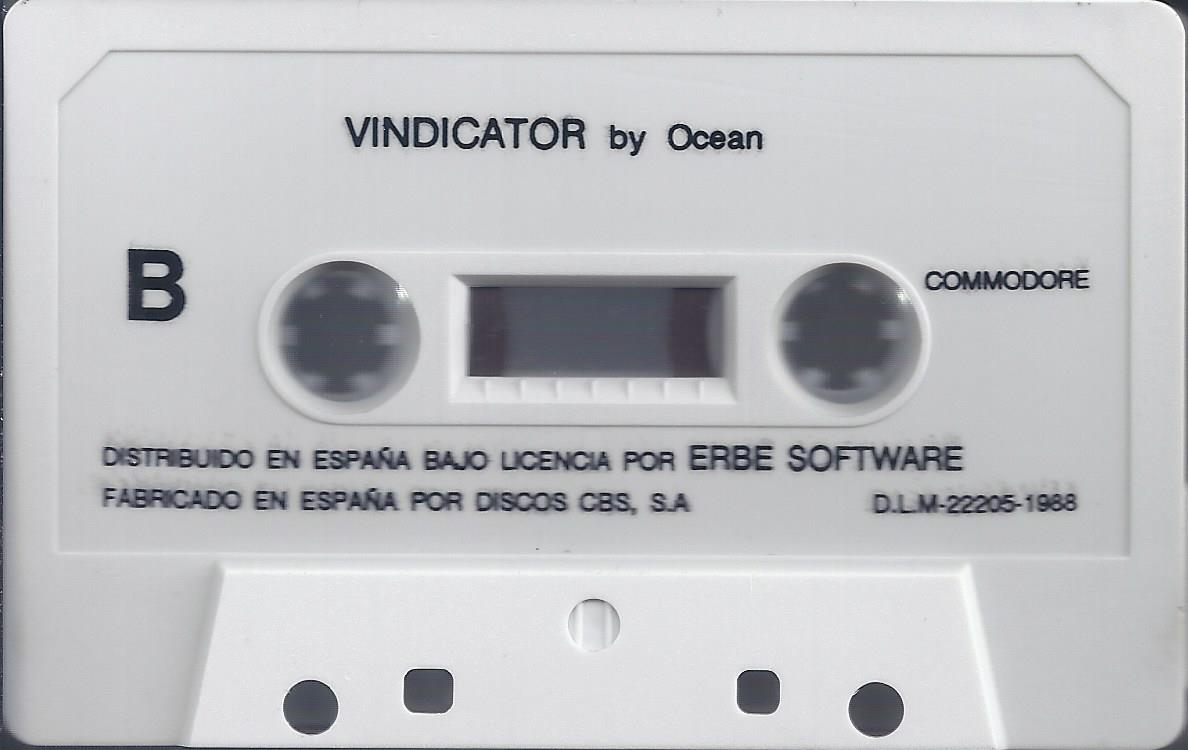 VINDICATOR by Ocean
B
COMMODORE
DISTRIBUIDO EN ESPAÑA BAJO LICENCIA POR ERBE SOFTWARE
FABRICADO EN ESPAÑA POR DISCOS CBS, S.A
D.L.M-22205-1988